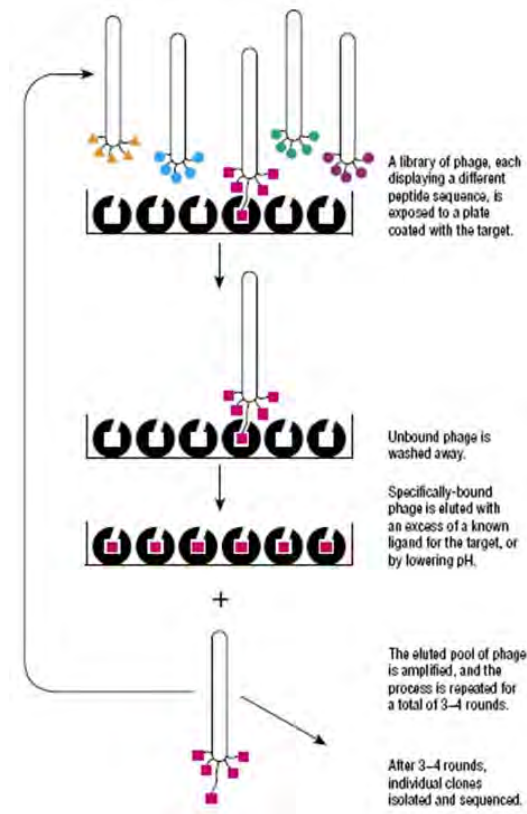 A library of phage, each
displaying a different
peptide sequence, is
exposed to a plate
coated with the target.
Unbound phage is
washed away.
Specifically-bound
phage is eluted with
an excess of a known
ligand for the target, or
by lowering pH.
+
The eluted pool of phage
is amplified, and the
process is repeated for
a total of 3–4 rounds.
After 3–4 rounds,
individual clones
isolated and sequenced.